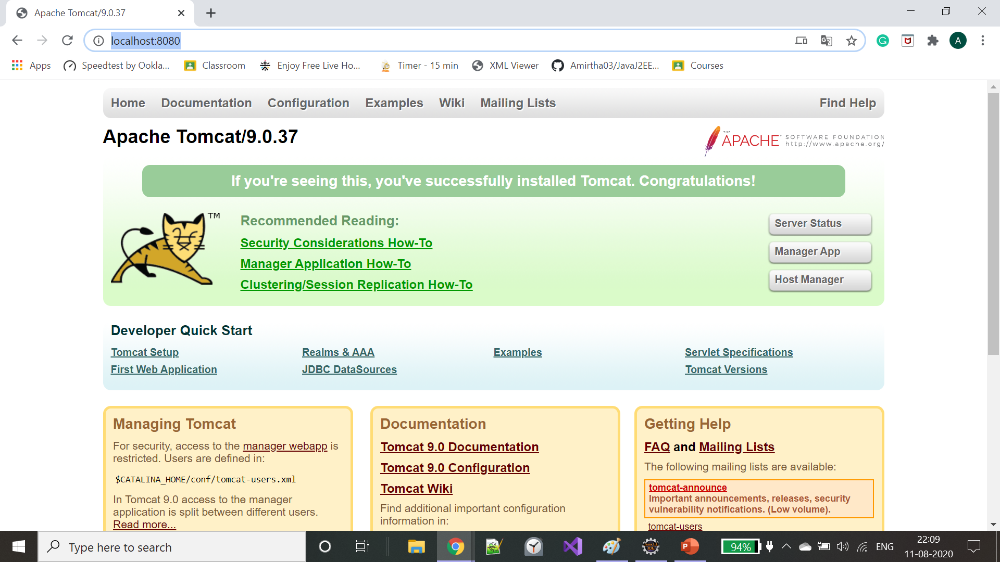 Apache Tomcat/9.0.37
localhost:8080
A
Apps Speedtest by Ookla... Classroom Enjoy Free Live Ho... Timer - 15 min XML Viewer Amirtha03/JavaJ2EE... Courses
Home Documentation Configuration Examples Wiki Mailing Lists Find Help
Apache Tomcat/9.0.37
THE APACHE SOFTWARE FOUNDATION
http://www.apache.org/
If you're seeing this, you've successfully installed Tomcat. Congratulations!
TM
Recommended Reading:
Security Considerations How-To
Manager Application How-To
Clustering/Session Replication How-To
Server Status
Manager App
Host Manager
Developer Quick Start
Tomcat Setup Realms & AAA Examples Servlet Specifications
First Web Application JDBC DataSources Tomcat Versions
Managing Tomcat
For security, access to the manager webapp is
restricted. Users are defined in:
$CATALINA_HOME/conf/tomcat-users.xml
In Tomcat 9.0 access to the manager
application is split between different users.
Read more...
Documentation
Tomcat 9.0 Documentation
Tomcat 9.0 Configuration
Tomcat Wiki
Find additional important configuration
information in:
Getting Help
FAQ and Mailing Lists
The following mailing lists are available:
tomcat-announce
Important announcements, releases, security
vulnerability notifications. (Low volume).
tomcat-users
Type here to search
Java EE
IDE
94%
ENG
22:09
11-08-2020